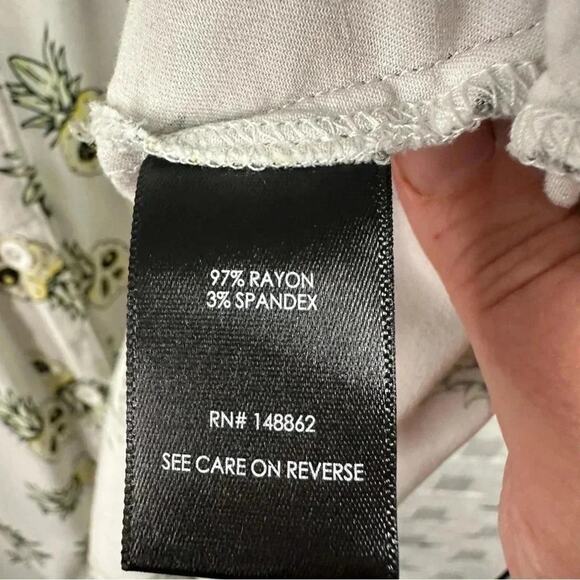 97% RAYON
3% SPANDEX
RN# 148862
SEE CARE ON REVERSE